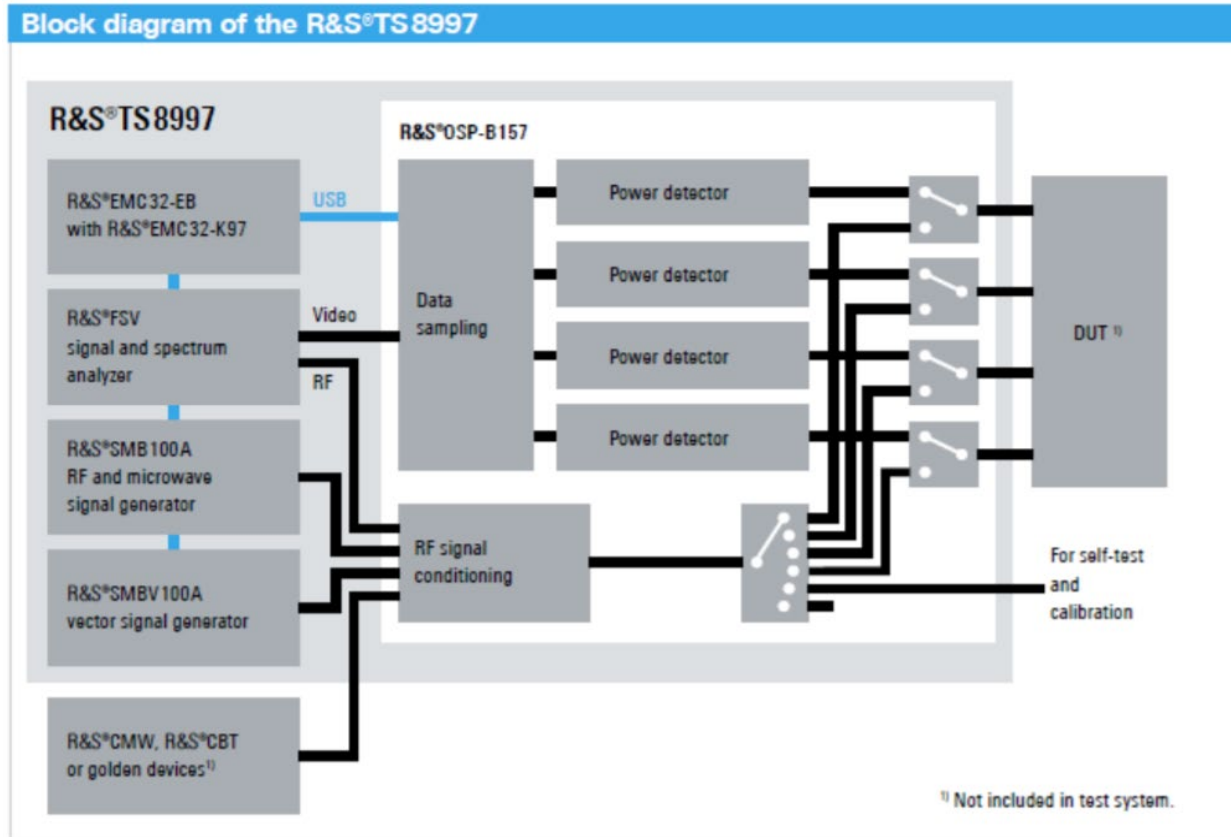 Block diagram of the R&S®TS8997
R&S®TS8997
R&S®OSP-B157
R&S®EMC32-EB
with R&S®EMC32-K97
USB
Power detector
Power detector
Data
sampling
R&S®FSV
signal and spectrum
analyzer
Video
RF
Power detector
DUT 1)
Power detector
R&S®SMB100A
RF and microwave
signal generator
RF signal
conditioning
For self-test
and
calibration
R&S®SMBV100A
vector signal generator
R&S®CMW, R&S®CBT
or golden devices1)
1) Not included in test system.